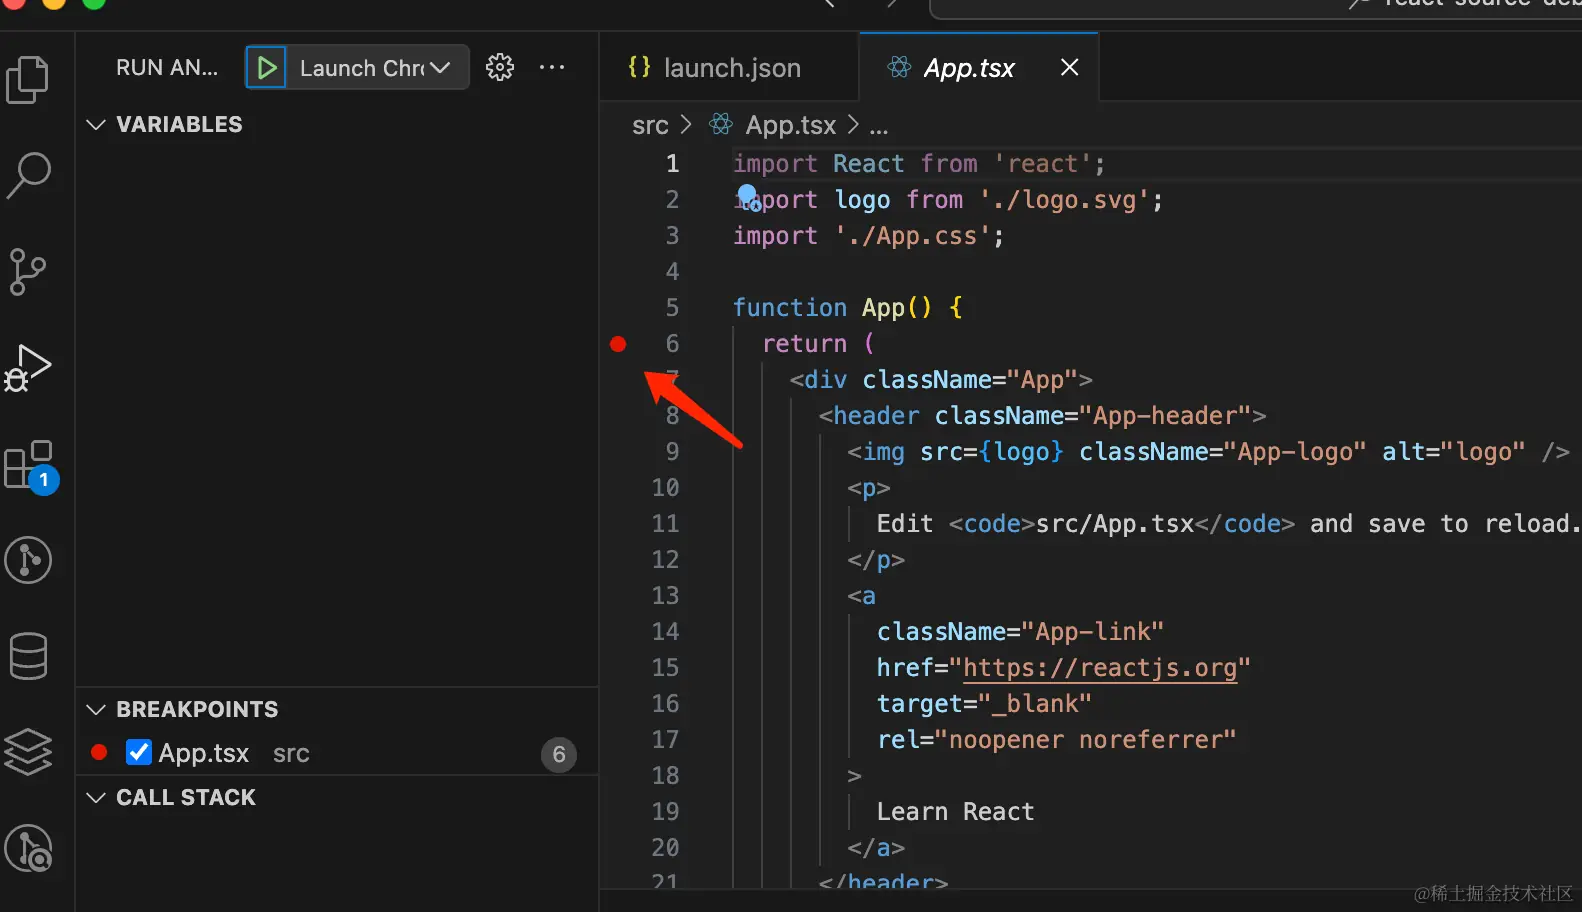 react source deb
RUN AN...
Launch Chr
VARIABLES
1
BREAKPOINTS
App.tsx src 6
CALL STACK
launch.json
App.tsx
src > App.tsx > ...
1 import React from 'react';
2 import logo from './logo.svg';
3 import './App.css';
4
5 function App() {
6 return (
7 <div className="App">
8 <header className="App-header">
9 <img src={logo} className="App-logo" alt="logo" />
10 <p>
11 Edit <code>src/App.tsx</code> and save to reload.
12 </p>
13 <a
14 className="App-link"
15 href="https://reactjs.org"
16 target="_blank"
17 rel="noopener noreferrer"
18 >
19 Learn React
20 </a>
21 </header>
@稀土掘金技术社区